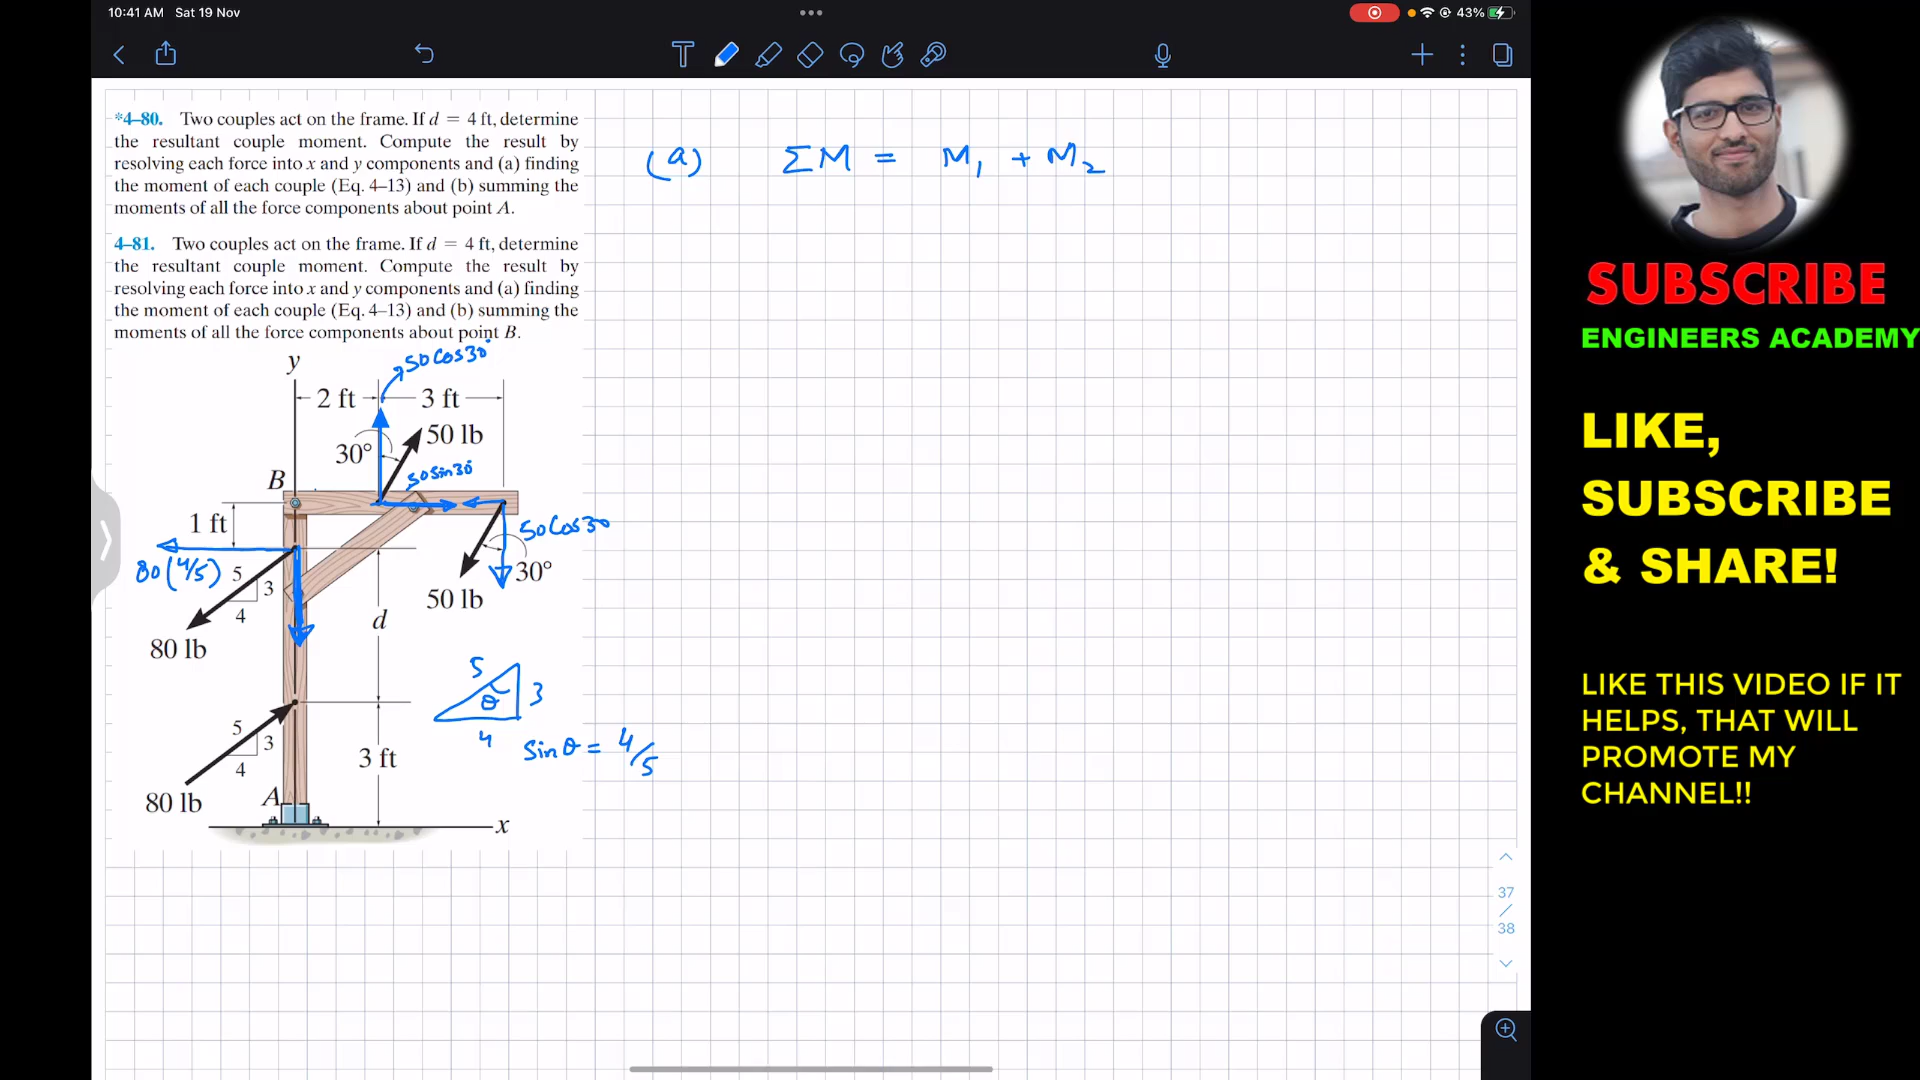 10:41 AM Sat 19 Nov
43%
*4–80. Two couples act on the frame. If d = 4 ft, determine
the resultant couple moment. Compute the result by
resolving each force into x and y components and (a) finding
the moment of each couple (Eq. 4–13) and (b) summing the
moments of all the force components about point A.
4–81. Two couples act on the frame. If d = 4 ft, determine
the resultant couple moment. Compute the result by
resolving each force into x and y components and (a) finding
the moment of each couple (Eq. 4–13) and (b) summing the
moments of all the force components about point B.
(a) ΣM = M₁ + M₂
y
50 Cos 30°
2 ft
3 ft
30°
50 lb
50 sin 30°
B
1 ft
50 Cos 30
80(4/5)
5
3
4
30°
50 lb
80 lb
d
5
θ
3
4
Sin θ = 4/5
5
3
4
3 ft
80 lb
A
x
37
/
38
SUBSCRIBE
ENGINEERS ACADEMY
LIKE,
SUBSCRIBE
& SHARE!
LIKE THIS VIDEO IF IT
HELPS, THAT WILL
PROMOTE MY
CHANNEL!!